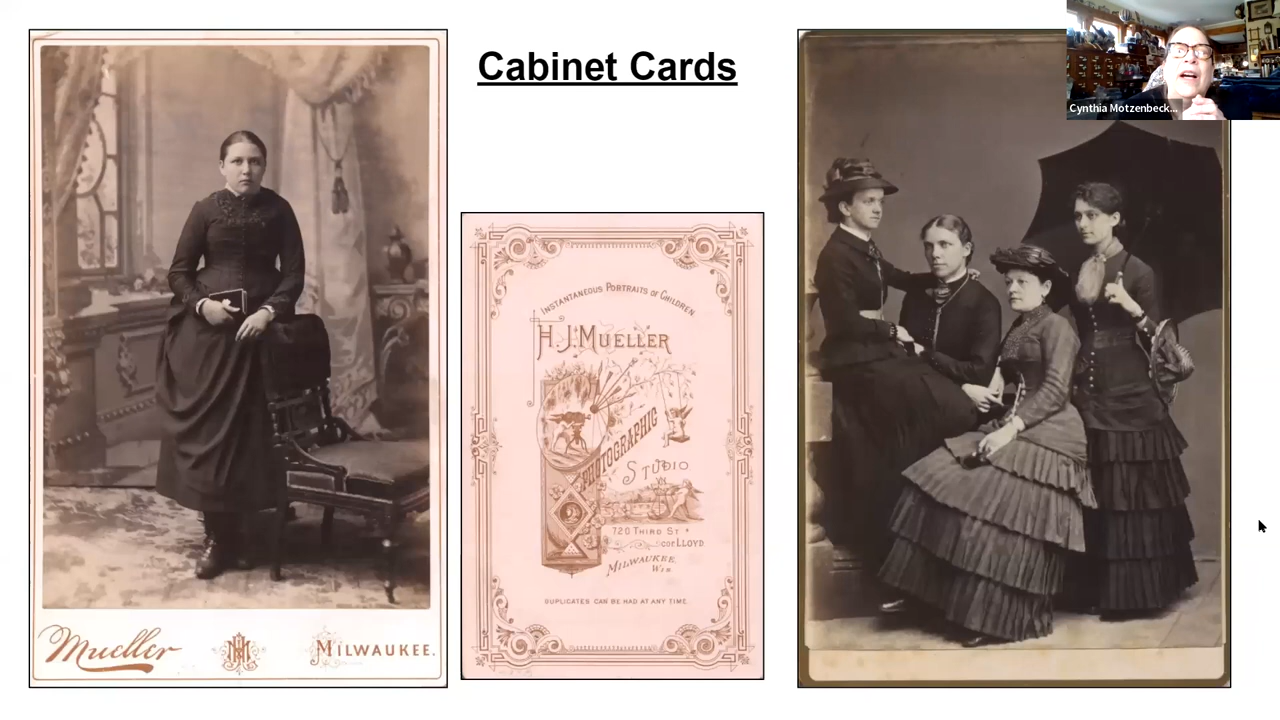 Cabinet Cards
Cynthia Motzenbeck...
Mueller
MILWAUKEE.
INSTANTANEOUS PORTRAITS OF CHILDREN
H. J. MUELLER
PHOTOGRAPHIC
STUDIO
720 THIRD ST
COR LLOYD
MILWAUKEE.
WIS
DUPLICATES CAN BE HAD AT ANY TIME.